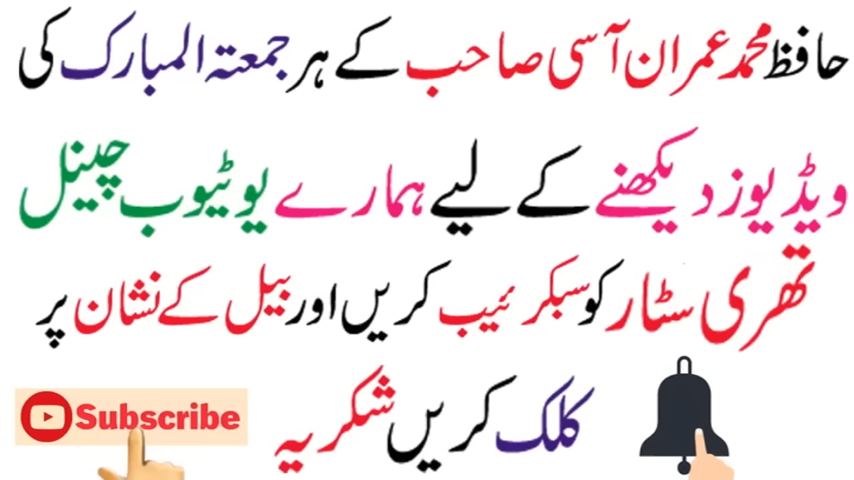 حافظ محمد عمران آسی صاحب کے ہر جمعتہ المبارک کی
ویڈیوز دیکھنے کے لیے ہمارے یوٹیوب چینل
تھری سٹار کو سبکرئیب کریں اور بیل کے نشان پر
کلک کریں شکریہ
Subscribe